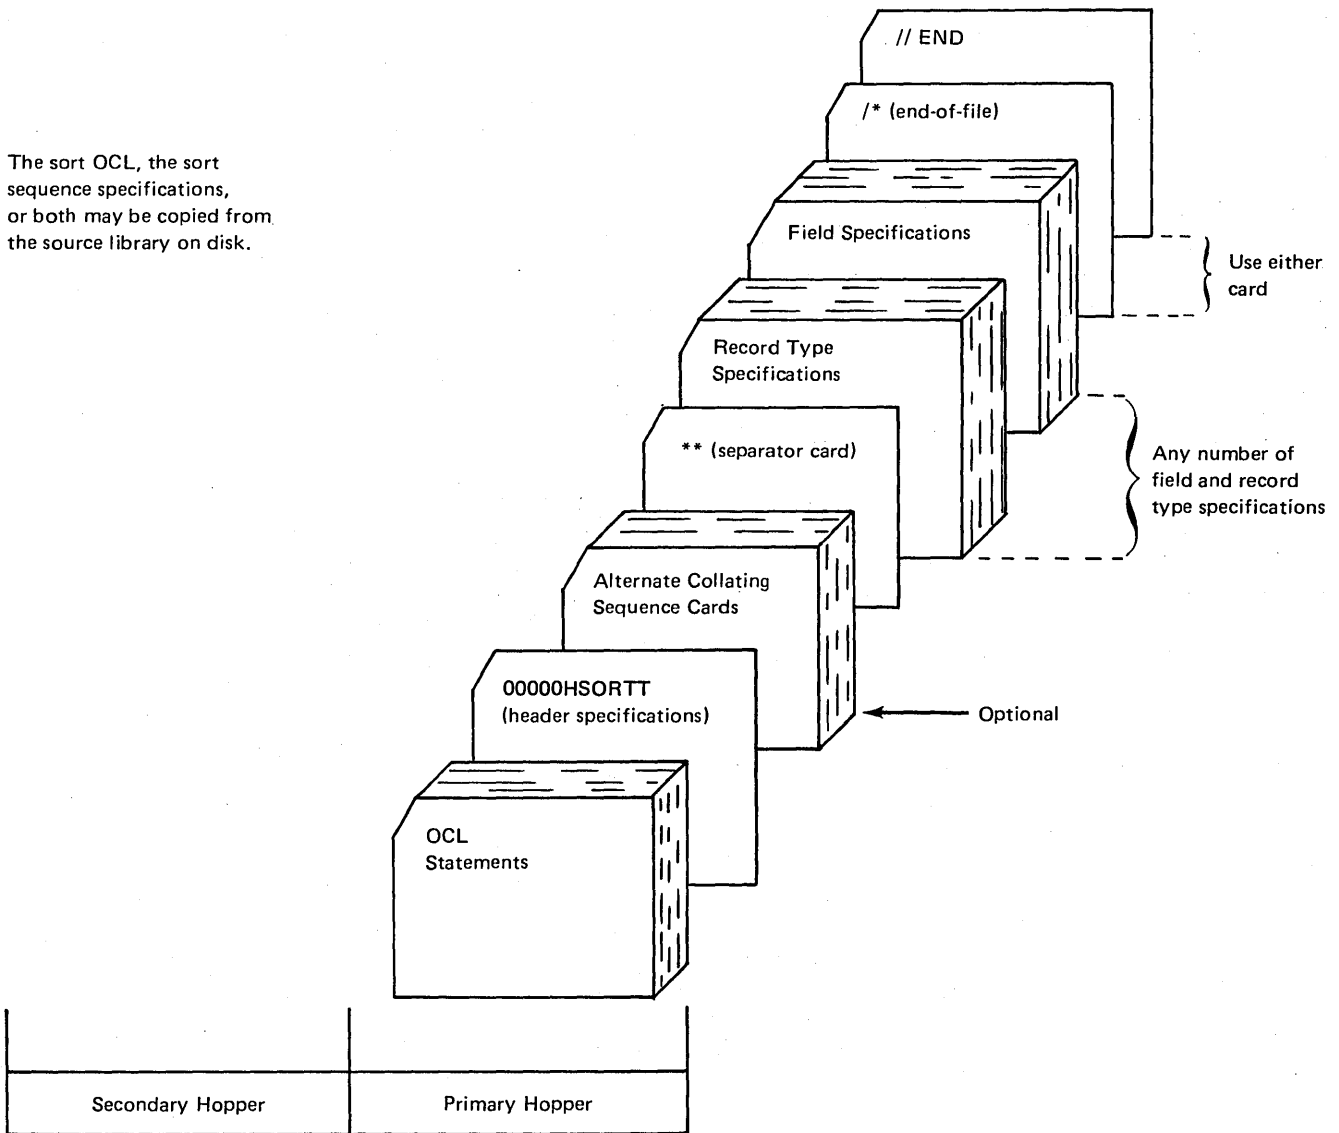 // END
/* (end-of-file)
The sort OCL, the sort
sequence specifications,
or both may be copied from
the source library on disk.
Field Specifications
Use either
card
Record Type
Specifications
** (separator card)
Any number of
field and record
type specifications
Alternate Collating
Sequence Cards
00000HSORTT
(header specifications)
Optional
OCL
Statements
Secondary Hopper
Primary Hopper